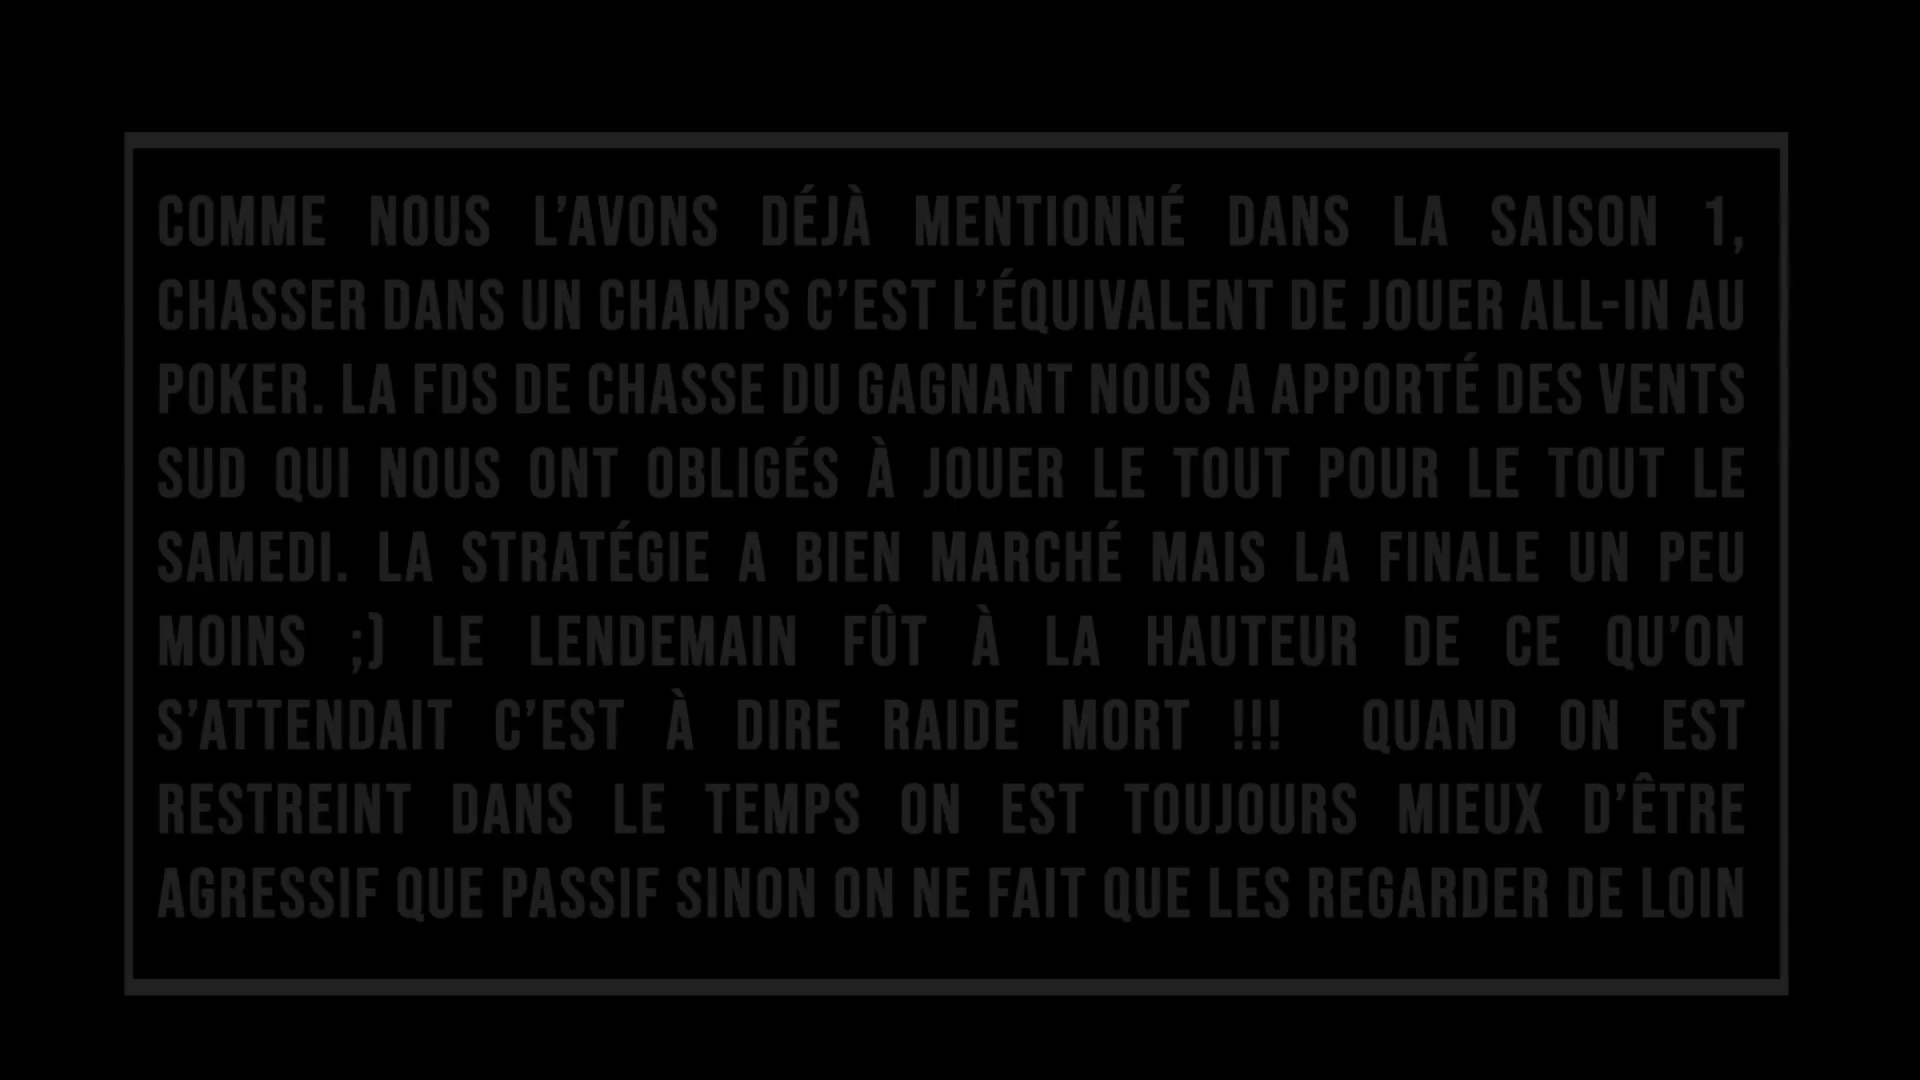 COMME NOUS L’AVONS DÉJÀ MENTIONNÉ DANS LA SAISON 1,
CHASSER DANS UN CHAMPS C’EST L’ÉQUIVALENT DE JOUER ALL-IN AU
POKER. LA FDS DE CHASSE DU GAGNANT NOUS A APPORTÉ DES VENTS
SUD QUI NOUS ONT OBLIGÉS À JOUER LE TOUT POUR LE TOUT LE
SAMEDI. LA STRATÉGIE A BIEN MARCHÉ MAIS LA FINALE UN PEU
MOINS ;) LE LENDEMAIN FÛT À LA HAUTEUR DE CE QU’ON
S’ATTENDAIT C’EST À DIRE RAIDE MORT !!! QUAND ON EST
RESTREINT DANS LE TEMPS ON EST TOUJOURS MIEUX D’ÊTRE
AGRESSIF QUE PASSIF SINON ON NE FAIT QUE LES REGARDER DE LOIN